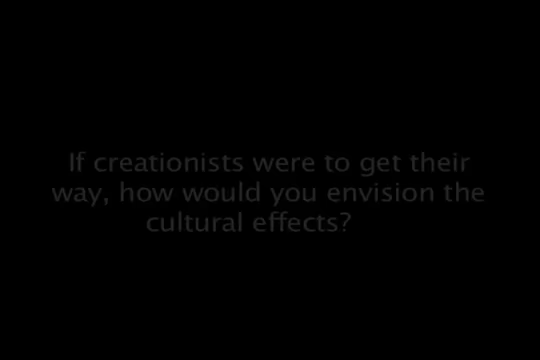 If creationists were to get their
way, how would you envision the
cultural effects?